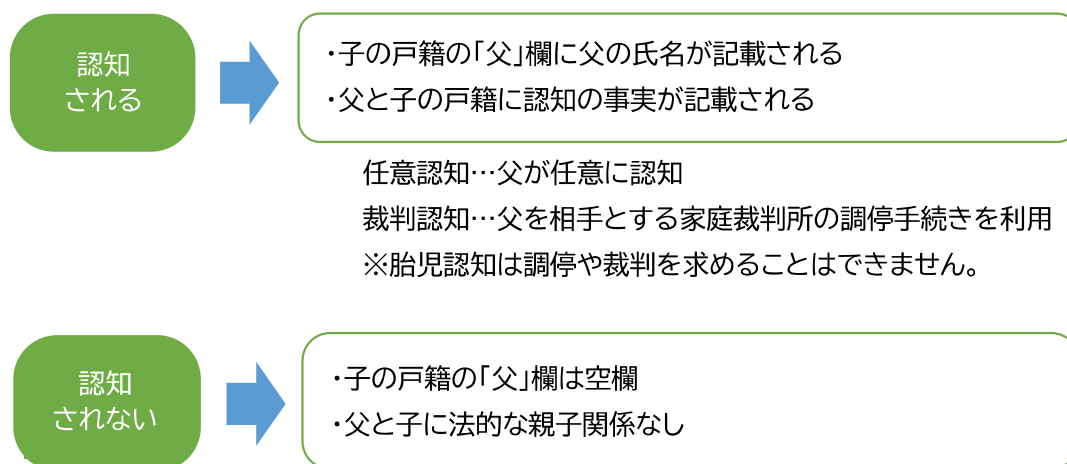 認知
される
・子の戸籍の「父」欄に父の氏名が記載される
・父と子の戸籍に認知の事実が記載される
任意認知…父が任意に認知
裁判認知…父を相手とする家庭裁判所の調停手続きを利用
※胎児認知は調停や裁判を求めることはできません。
認知
されない
・子の戸籍の「父」欄は空欄
・父と子に法的な親子関係なし